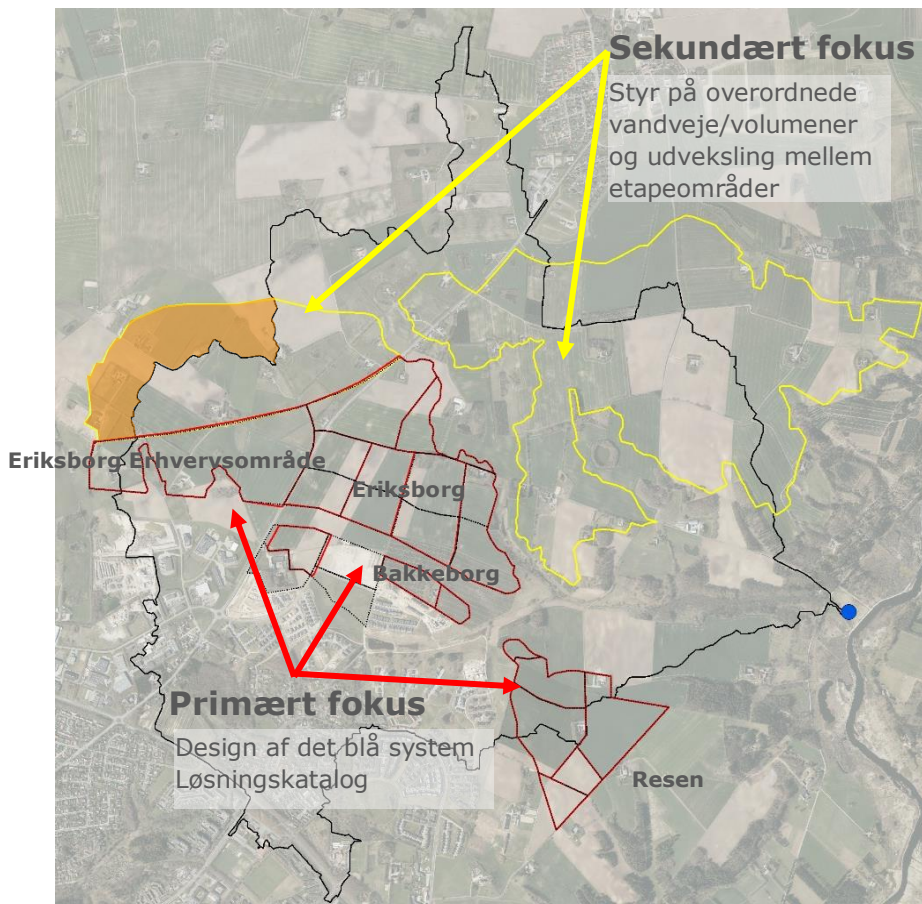 Sekundært fokus
Styr på overordnede
vandveje/volumener
og udveksling mellem
etapeområder
Eriksborg Erhvervsområde
Eriksborg
Bakkeborg
Primært fokus
Design af det blå system
Løsningskatalog
Resen